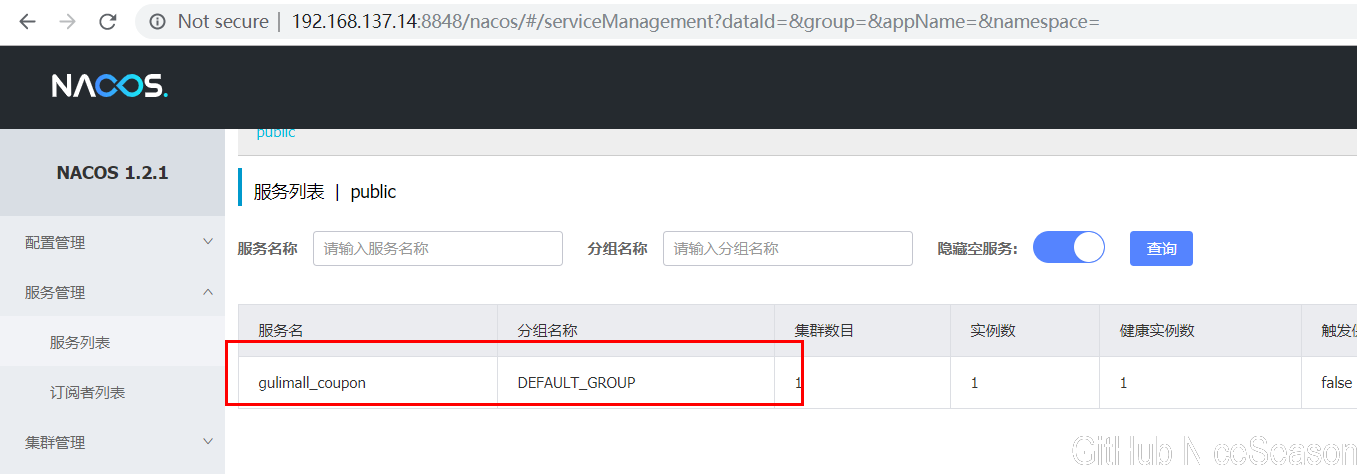 Not secure | 192.168.137.14:8848/nacos/#/serviceManagement?dataId=&group=&appName=&namespace=
NACOS.
public
NACOS 1.2.1
服务列表 | public
配置管理
服务名称 请输入服务名称 分组名称 请输入分组名称 隐藏空服务: 查询
服务管理
服务名 分组名称 集群数目 实例数 健康实例数 触发
服务列表
gulimall_coupon DEFAULT_GROUP 1 1 1 false
订阅者列表
集群管理
GitHub NiceSeason